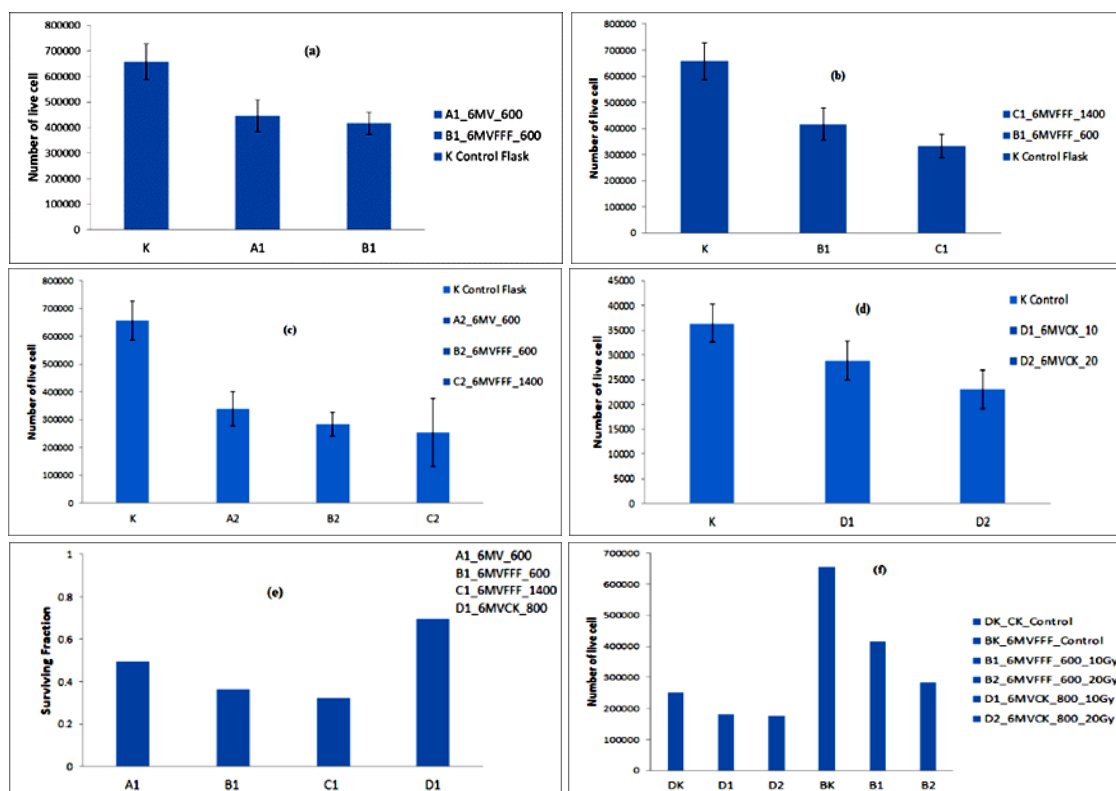 (a)
Number of live cell
800000
700000
600000
500000
400000
300000
200000
100000
0
K A1 B1
A1_6MV_600
B1_6MVFFF_600
K Control Flask
(b)
Number of live cell
800000
700000
600000
500000
400000
300000
200000
100000
0
K B1 C1
C1_6MVFFF_1400
B1_6MVFFF_600
K Control Flask
(c)
Number of live cell
800000
700000
600000
500000
400000
300000
200000
100000
0
K A2 B2 C2
K Control Flask
A2_6MV_600
B2_6MVFFF_600
C2_6MVFFF_1400
(d)
Number of live cell
45000
40000
35000
30000
25000
20000
15000
10000
5000
0
K D1 D2
K Control
D1_6MVCK_10
D2_6MVCK_20
(e)
Surviving Fraction
1
0.8
0.6
0.4
0.2
0
A1 B1 C1 D1
A1_6MV_600
B1_6MVFFF_600
C1_6MVFFF_1400
D1_6MVCK_800
(f)
Number of live cell
700000
600000
500000
400000
300000
200000
100000
0
DK D1 D2 BK B1 B2
DK_CK_Control
BK_6MVFFF_Control
B1_6MVFFF_600_10Gy
B2_6MVFFF_600_20Gy
D1_6MVCK_800_10Gy
D2_6MVCK_800_20Gy